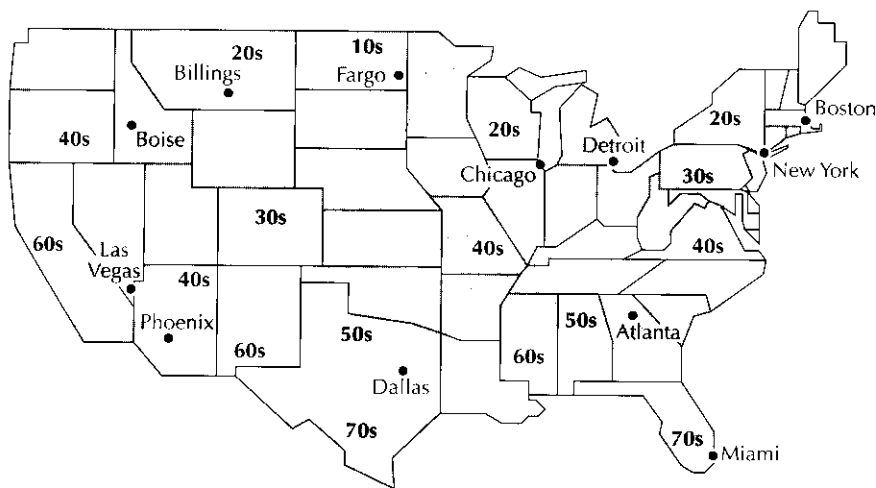 20s
10s
Billings
Fargo
40s
Boise
20s
Detroit
20s
Boston
Chicago
New York
30s
30s
60s
Las
Vegas
40s
40s
40s
Phoenix
50s
50s
Atlanta
60s
60s
Dallas
70s
70s
Miami